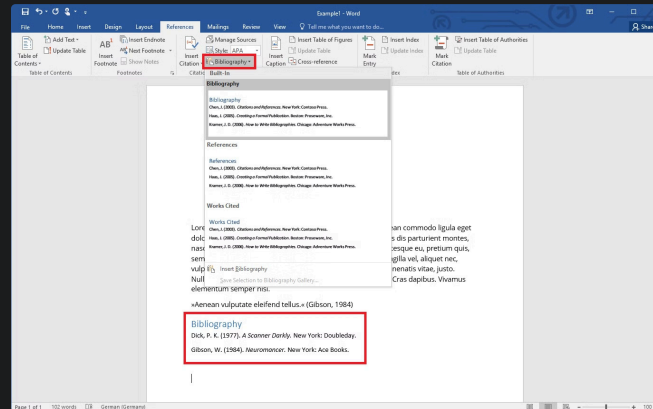 Example1 - Word
File Home Insert Design Layout References Mailings Review View Tell me what you want to do... Share
Table of Contents
Add Text
Update Table
Table of Contents
AB1
Insert Footnote
Insert Endnote
Next Footnote
Show Notes
Footnotes
Insert Citation
Manage Sources
Style: APA
Bibliography
Insert Caption
Insert Table of Figures
Update Table
Cross-reference
Mark Entry
Insert Index
Update Index
Mark Citation
Insert Table of Authorities
Update Table
Table of Authorities
Built-In
Bibliography
Bibliography
Chen, J. (2003). Citations and References. New York: Contoso Press.
Haas, J. (2005). Creating a Formal Publication. Boston: Proseware, Inc.
Kramer, J. D. (2006). How to Write Bibliographies. Chicago: Adventure Works Press.
References
References
Chen, J. (2003). Citations and References. New York: Contoso Press.
Haas, J. (2005). Creating a Formal Publication. Boston: Proseware, Inc.
Kramer, J. D. (2006). How to Write Bibliographies. Chicago: Adventure Works Press.
Works Cited
Works Cited
Chen, J. (2003). Citations and References. New York: Contoso Press.
Haas, J. (2005). Creating a Formal Publication. Boston: Proseware, Inc.
Kramer, J. D. (2006). How to Write Bibliographies. Chicago: Adventure Works Press.
Insert Bibliography
Save Selection to Bibliography Gallery...
Lore ean commodo ligula eget
dolo s dis parturient montes,
nasc tesque eu, pretium quis,
sem ngilla vel, aliquet nec,
vulp nenatis vitae, justo.
Null Cras dapibus. Vivamus
elementum semper nisi.
»Aenean vulputate eleifend tellus.« (Gibson, 1984)
Bibliography
Dick, P. K. (1977). A Scanner Darkly. New York: Doubleday.
Gibson, W. (1984). Neuromancer. New York: Ace Books.
Page 1 of 1 102 words German (Germany) 100